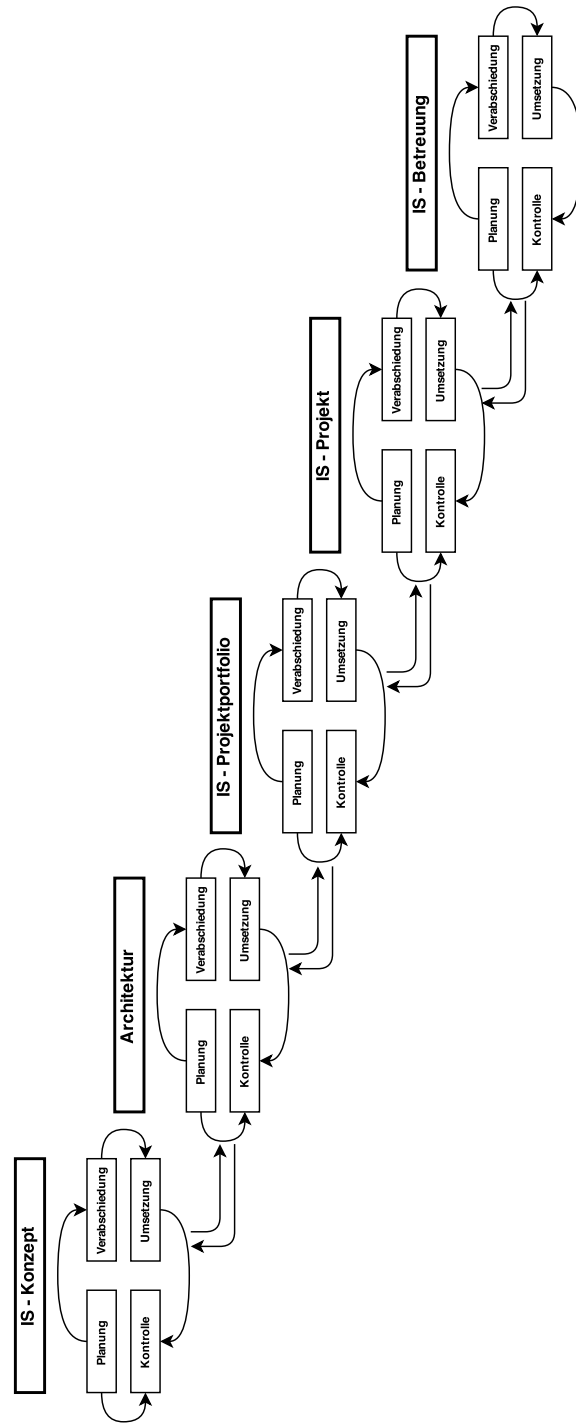 IS - Konzept
Planung
Verabschiedung
Kontrolle
Umsetzung
Architektur
Planung
Verabschiedung
Kontrolle
Umsetzung
IS - Projektportfolio
Planung
Verabschiedung
Kontrolle
Umsetzung
IS - Projekt
Planung
Verabschiedung
Kontrolle
Umsetzung
IS - Betreuung
Planung
Verabschiedung
Kontrolle
Umsetzung